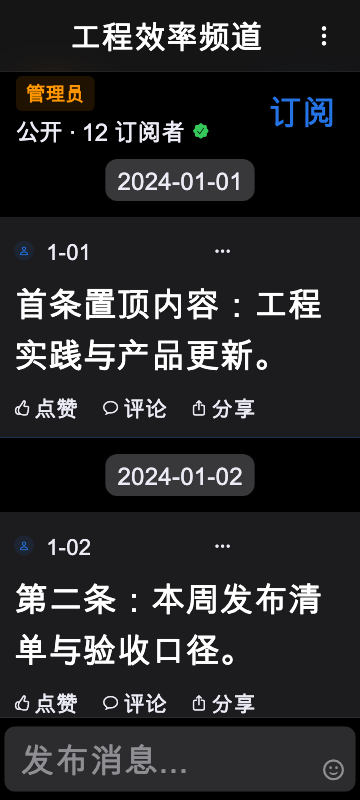 工程效率频道
管理员
公开 · 12 订阅者
订阅
2024-01-01
1-01
首条置顶内容：工程
实践与产品更新。
点赞 评论 分享
2024-01-02
1-02
第二条：本周发布清
单与验收口径。
点赞 评论 分享
发布消息...